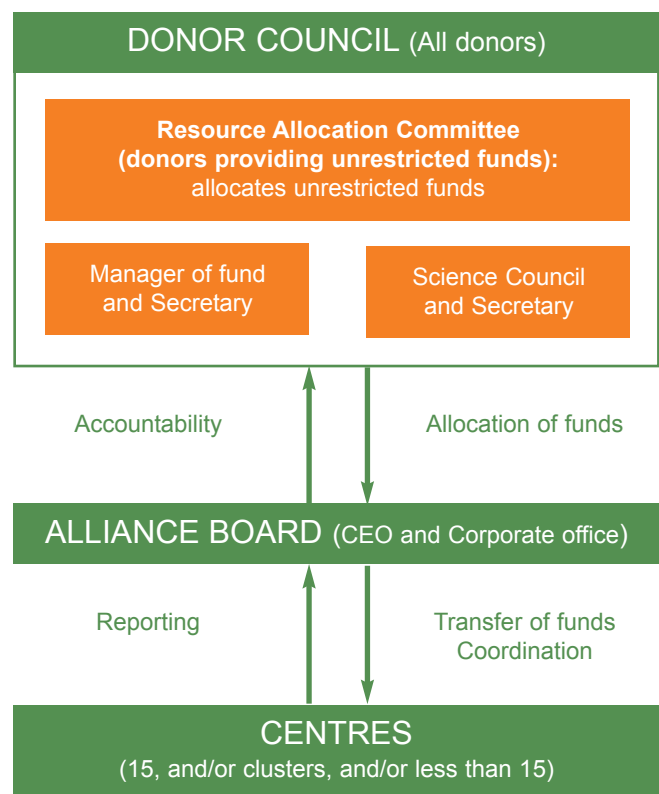 DONOR COUNCIL (All donors)
Resource Allocation Committee
(donors providing unrestricted funds):
allocates unrestricted funds
Manager of fund
and Secretary
Science Council
and Secretary
Accountability
Allocation of funds
ALLIANCE BOARD (CEO and Corporate office)
Reporting
Transfer of funds
Coordination
CENTRES
(15, and/or clusters, and/or less than 15)